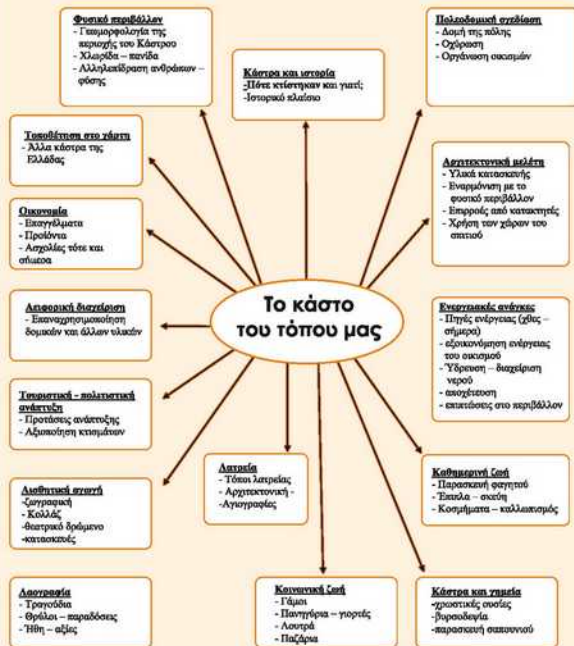 Φυσικό περιβάλλον
- Γεωμορφολογία της
περιοχής του Κάστρου
- Χλωρίδα – πανίδα
- Αλληλεπίδραση ανθρώπων –
φύσης
Κάστρα και ιστορία
-Πότε κτίστηκαν και γιατί;
-Ιστορικό πλαίσιο
Πολεοδομική σχεδίαση
- Δομή της πόλης
- Οχύρωση
- Οργάνωση οικισμών
Τοποθέτηση στο χάρτη
- Άλλα κάστρα της
Ελλάδας
Αρχιτεκτονική μελέτη
- Υλικά κατασκευής
- Εναρμόνιση με το
φυσικό περιβάλλον
- Επιρροές από κατακτητές
- Χρήση των χώρων του
σπιτιού
Οικονομία
- Επαγγέλματα
- Προϊόντα
- Ασχολίες τότε και
σήμερα
Το κάστο
του τόπου μας
Αειφορική διαχείριση
- Επαναχρησιμοποίηση
δομικών και άλλων υλικών
Ενεργειακές ανάγκες
- Πηγές ενέργειας (χθες –
σήμερα)
- εξοικονόμηση ενέργειας
του οικισμού
- Ύδρευση – διαχείριση
νερού
- αποχέτευση
- επιπτώσεις στο περιβάλλον
Τουριστική - πολιτιστική
ανάπτυξη
- Προτάσεις ανάπτυξης
- Αξιοποίηση κτισμάτων
Λατρεία
- Τόποι λατρείας
- Αρχιτεκτονική -
-Αγιογραφίες
Καθημερινή ζωή
- Παρασκευή φαγητού
- Έπιπλα – σκεύη
- Κοσμήματα – καλλωπισμός
Αισθητική αγωγή
-ζωγραφική
- Κολλάζ
-θεατρικό δρώμενο
-κατασκευές
Λαογραφία
- Τραγούδια
- Θρύλοι – παραδόσεις
- Ήθη – αξίες
Κοινωνική ζωή
- Γάμοι
- Πανηγύρια – γιορτές
- Λουτρά
- Παζάρια
Κάστρα και χημεία
-χρωστικές ουσίες
- βυρσοδεψία
-παρασκευή σαπουνιού